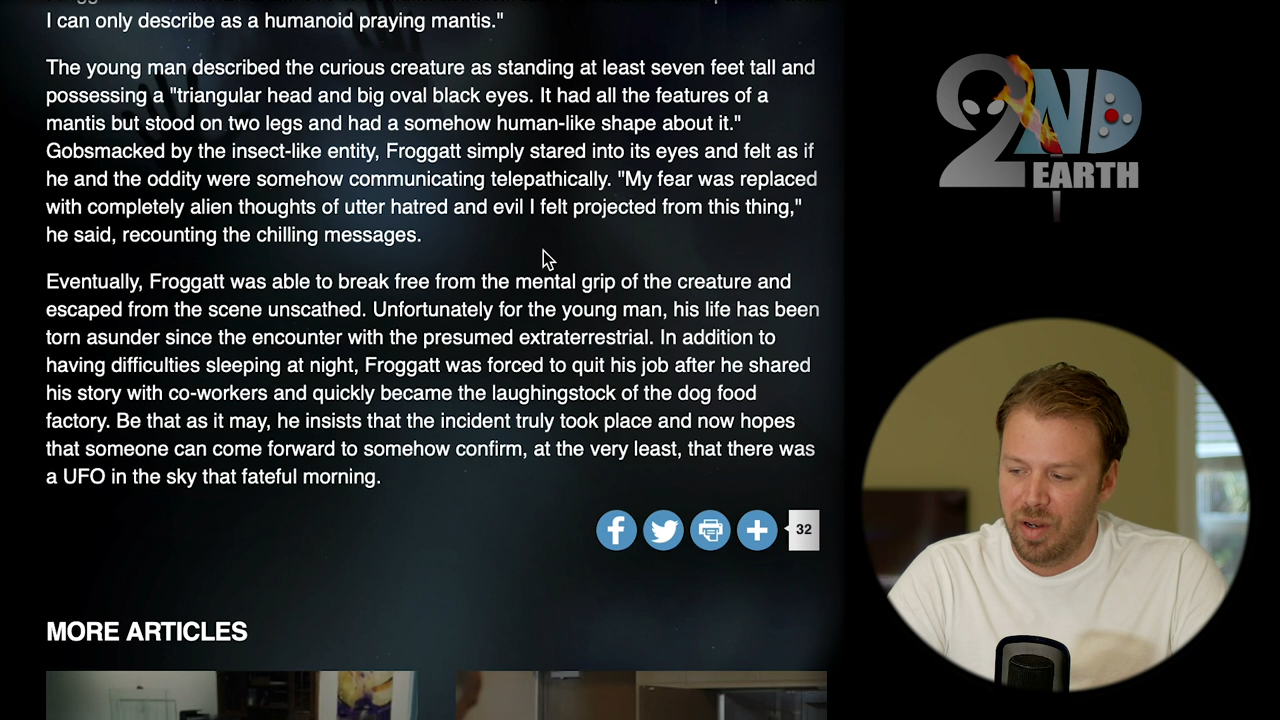 I can only describe as a humanoid praying mantis."
The young man described the curious creature as standing at least seven feet tall and
possessing a "triangular head and big oval black eyes. It had all the features of a
mantis but stood on two legs and had a somehow human-like shape about it."
Gobsmacked by the insect-like entity, Froggatt simply stared into its eyes and felt as if
he and the oddity were somehow communicating telepathically. "My fear was replaced
with completely alien thoughts of utter hatred and evil I felt projected from this thing,"
he said, recounting the chilling messages.
Eventually, Froggatt was able to break free from the mental grip of the creature and
escaped from the scene unscathed. Unfortunately for the young man, his life has been
torn asunder since the encounter with the presumed extraterrestrial. In addition to
having difficulties sleeping at night, Froggatt was forced to quit his job after he shared
his story with co-workers and quickly became the laughingstock of the dog food
factory. Be that as it may, he insists that the incident truly took place and now hopes
that someone can come forward to somehow confirm, at the very least, that there was
a UFO in the sky that fateful morning.
32
MORE ARTICLES
2ND
EARTH